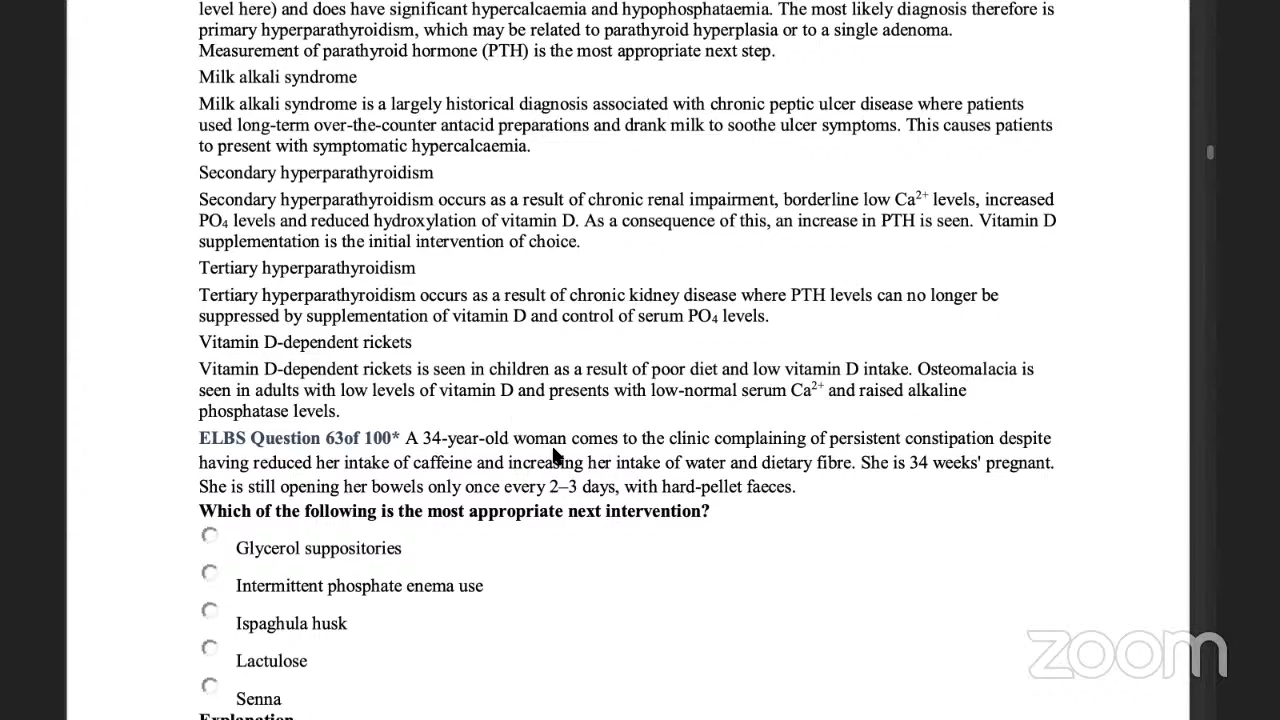 level here) and does have significant hypercalcaemia and hypophosphataemia. The most likely diagnosis therefore is
primary hyperparathyroidism, which may be related to parathyroid hyperplasia or to a single adenoma.
Measurement of parathyroid hormone (PTH) is the most appropriate next step.
Milk alkali syndrome
Milk alkali syndrome is a largely historical diagnosis associated with chronic peptic ulcer disease where patients
used long-term over-the-counter antacid preparations and drank milk to soothe ulcer symptoms. This causes patients
to present with symptomatic hypercalcaemia.
Secondary hyperparathyroidism
Secondary hyperparathyroidism occurs as a result of chronic renal impairment, borderline low Ca²⁺ levels, increased
PO₄ levels and reduced hydroxylation of vitamin D. As a consequence of this, an increase in PTH is seen. Vitamin D
supplementation is the initial intervention of choice.
Tertiary hyperparathyroidism
Tertiary hyperparathyroidism occurs as a result of chronic kidney disease where PTH levels can no longer be
suppressed by supplementation of vitamin D and control of serum PO₄ levels.
Vitamin D-dependent rickets
Vitamin D-dependent rickets is seen in children as a result of poor diet and low vitamin D intake. Osteomalacia is
seen in adults with low levels of vitamin D and presents with low-normal serum Ca²⁺ and raised alkaline
phosphatase levels.
ELBS Question 63of 100* A 34-year-old woman comes to the clinic complaining of persistent constipation despite
having reduced her intake of caffeine and increasing her intake of water and dietary fibre. She is 34 weeks' pregnant.
She is still opening her bowels only once every 2–3 days, with hard-pellet faeces.
Which of the following is the most appropriate next intervention?
Glycerol suppositories
Intermittent phosphate enema use
Ispaghula husk
Lactulose
Senna
Explanation
zoom